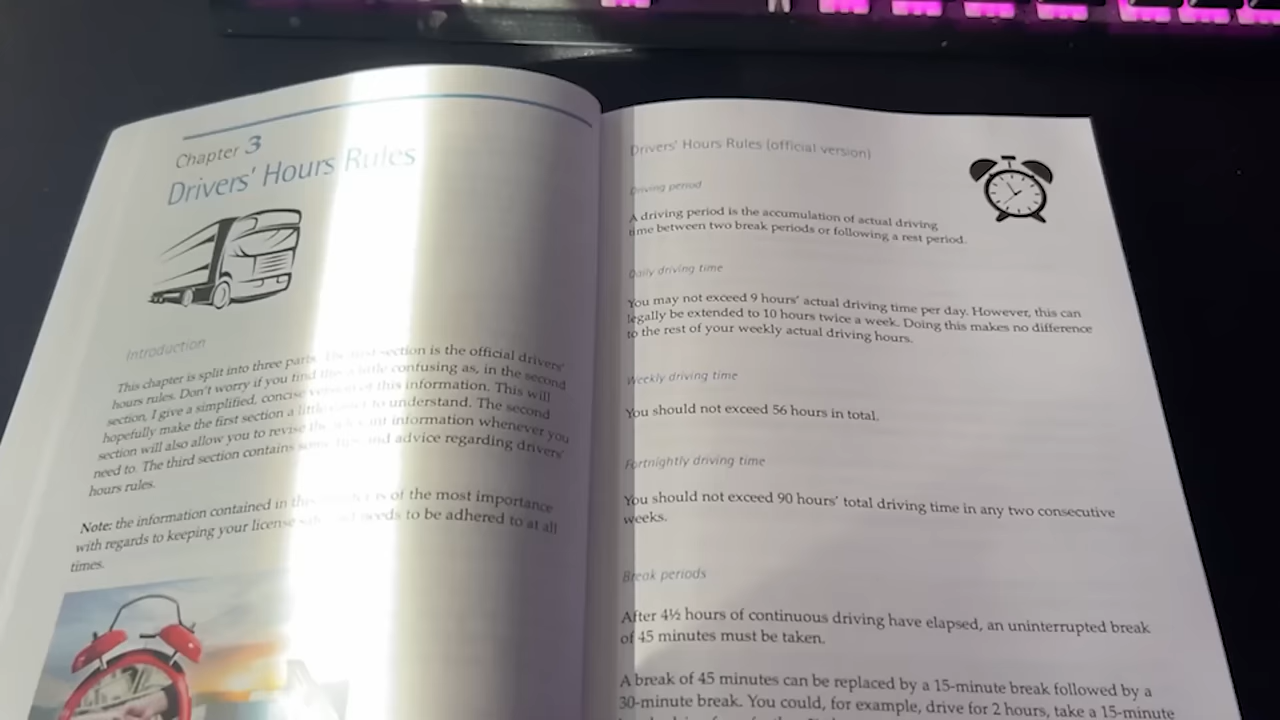 Chapter 3
Drivers' Hours Rules
Introduction
This chapter is split into three parts. The first section is the official drivers'
hours rules. Don't worry if you find this a little confusing as, in the second
section, I give a simplified, concise version of this information. This will
hopefully make the first section a little easier to understand. The second
section will also allow you to revise the information whenever you
need to. The third section contains some and advice regarding drivers'
hours rules.
Note: the information contained in this is of the most importance
with regards to keeping your license and needs to be adhered to at all
times.
Drivers' Hours Rules (official version)
Driving period
A driving period is the accumulation of actual driving
time between two break periods or following a rest period.
Daily driving time
You may not exceed 9 hours' actual driving time per day. However, this can
legally be extended to 10 hours twice a week. Doing this makes no difference
to the rest of your weekly actual driving hours.
Weekly driving time
You should not exceed 56 hours in total.
Fortnightly driving time
You should not exceed 90 hours' total driving time in any two consecutive
weeks.
Break periods
After 4½ hours of continuous driving have elapsed, an uninterrupted break
of 45 minutes must be taken.
A break of 45 minutes can be replaced by a 15-minute break followed by a
30-minute break. You could, for example, drive for 2 hours, take a 15-minute